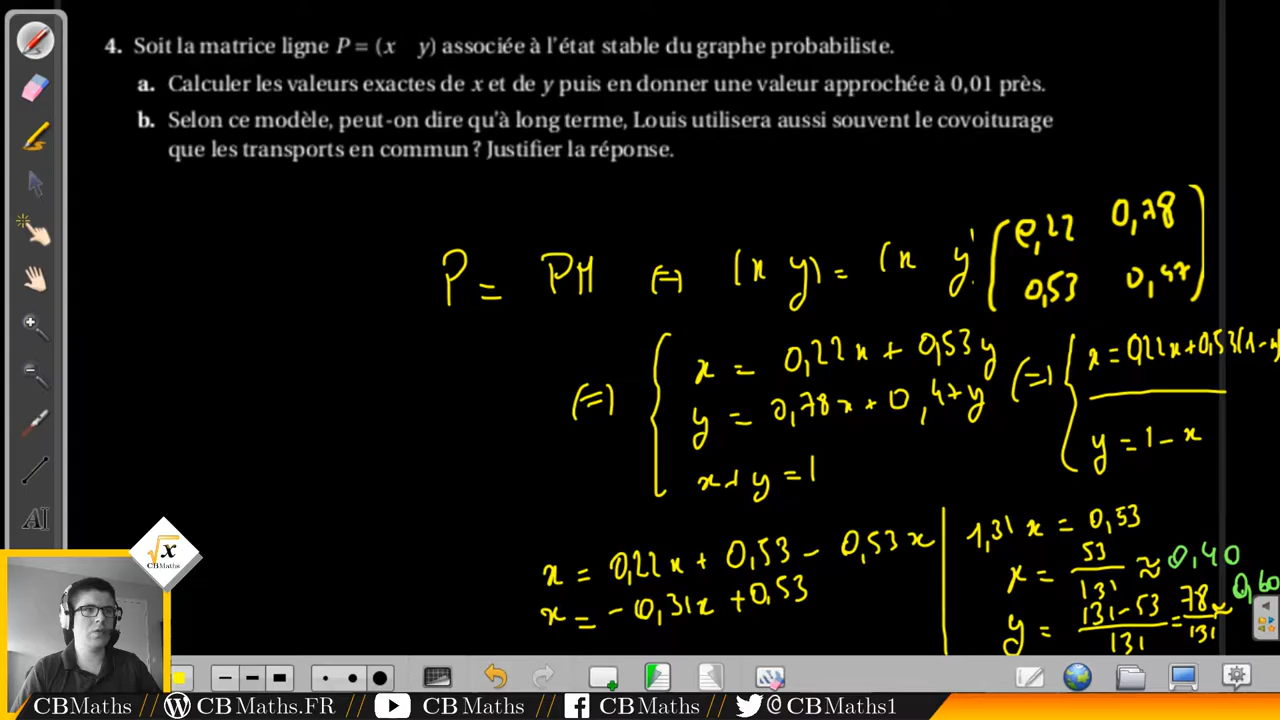 4. Soit la matrice ligne P = (x y) associée à l'état stable du graphe probabiliste.
a. Calculer les valeurs exactes de x et de y puis en donner une valeur approchée à 0,01 près.
b. Selon ce modèle, peut-on dire qu'à long terme, Louis utilisera aussi souvent le covoiturage
que les transports en commun ? Justifier la réponse.
P = PM ⟺ (x y) = (x y) ( 0,22 0,78
0,53 0,47 )
⟺ { x = 0,22x + 0,53y
y = 0,78x + 0,47y
x + y = 1
⟺ { x = 0,22x + 0,53(1-x)
y = 1 - x
x = 0,22x + 0,53 - 0,53x
x = -0,31x + 0,53
1,31x = 0,53
x = 53/131 ≈ 0,40
y = (131-53)/131 = 78/131 ≈ 0,60
√x
CBMaths
AI
CBMaths
CBMaths.FR
CBMaths
CBMaths
@CBMaths1